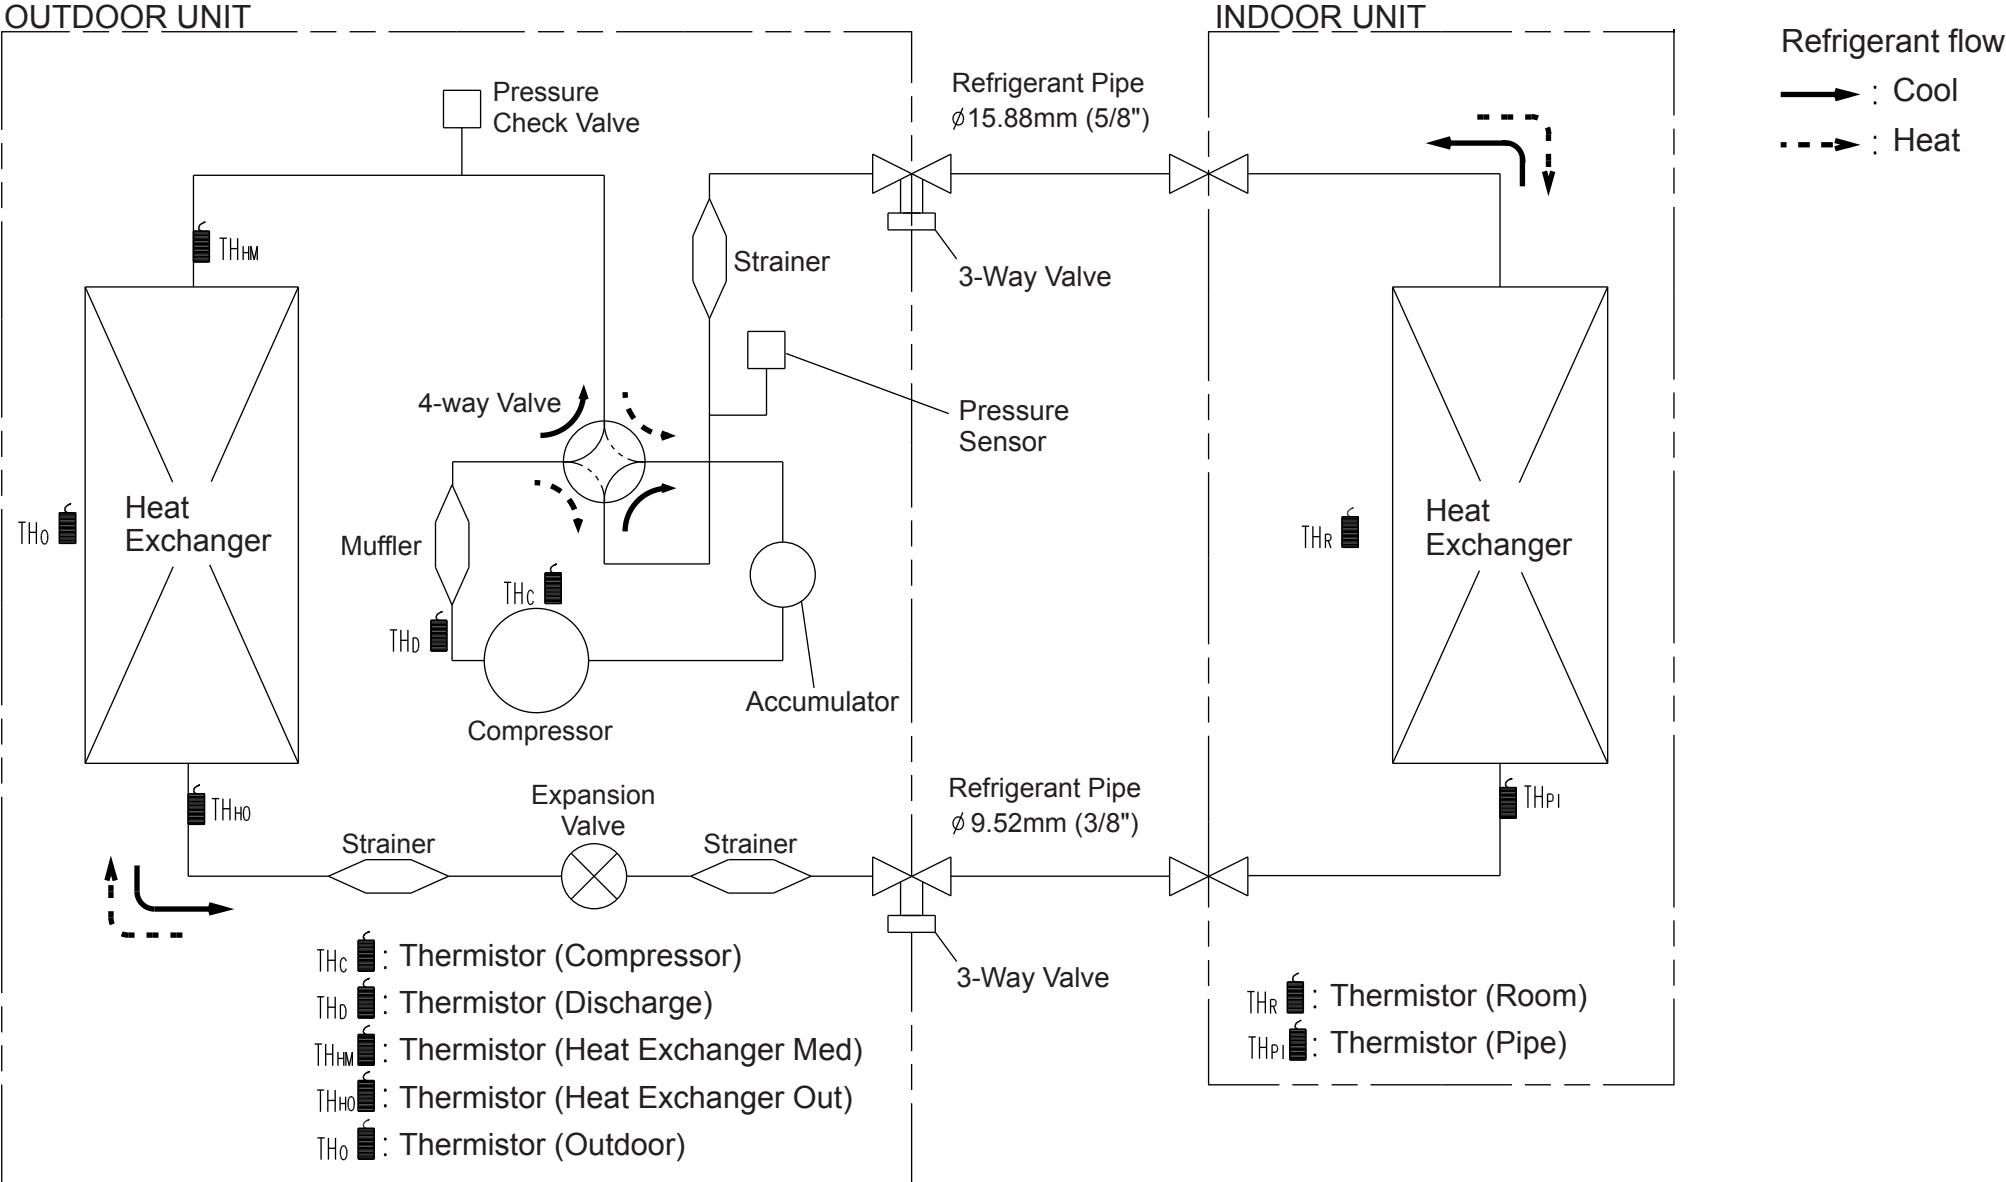 OUTDOOR UNIT
INDOOR UNIT
Refrigerant flow
: Cool
: Heat
Pressure
Check Valve
Refrigerant Pipe
ϕ15.88mm (5/8")
THHM
Strainer
3-Way Valve
4-way Valve
Pressure
Sensor
Heat
Exchanger
THO
Muffler
THC
THD
Compressor
Accumulator
THR
Heat
Exchanger
THHO
Strainer
Expansion
Valve
Strainer
Refrigerant Pipe
ϕ9.52mm (3/8")
THPI
3-Way Valve
THC : Thermistor (Compressor)
THD : Thermistor (Discharge)
THHM : Thermistor (Heat Exchanger Med)
THHO : Thermistor (Heat Exchanger Out)
THO : Thermistor (Outdoor)
THR : Thermistor (Room)
THPI : Thermistor (Pipe)